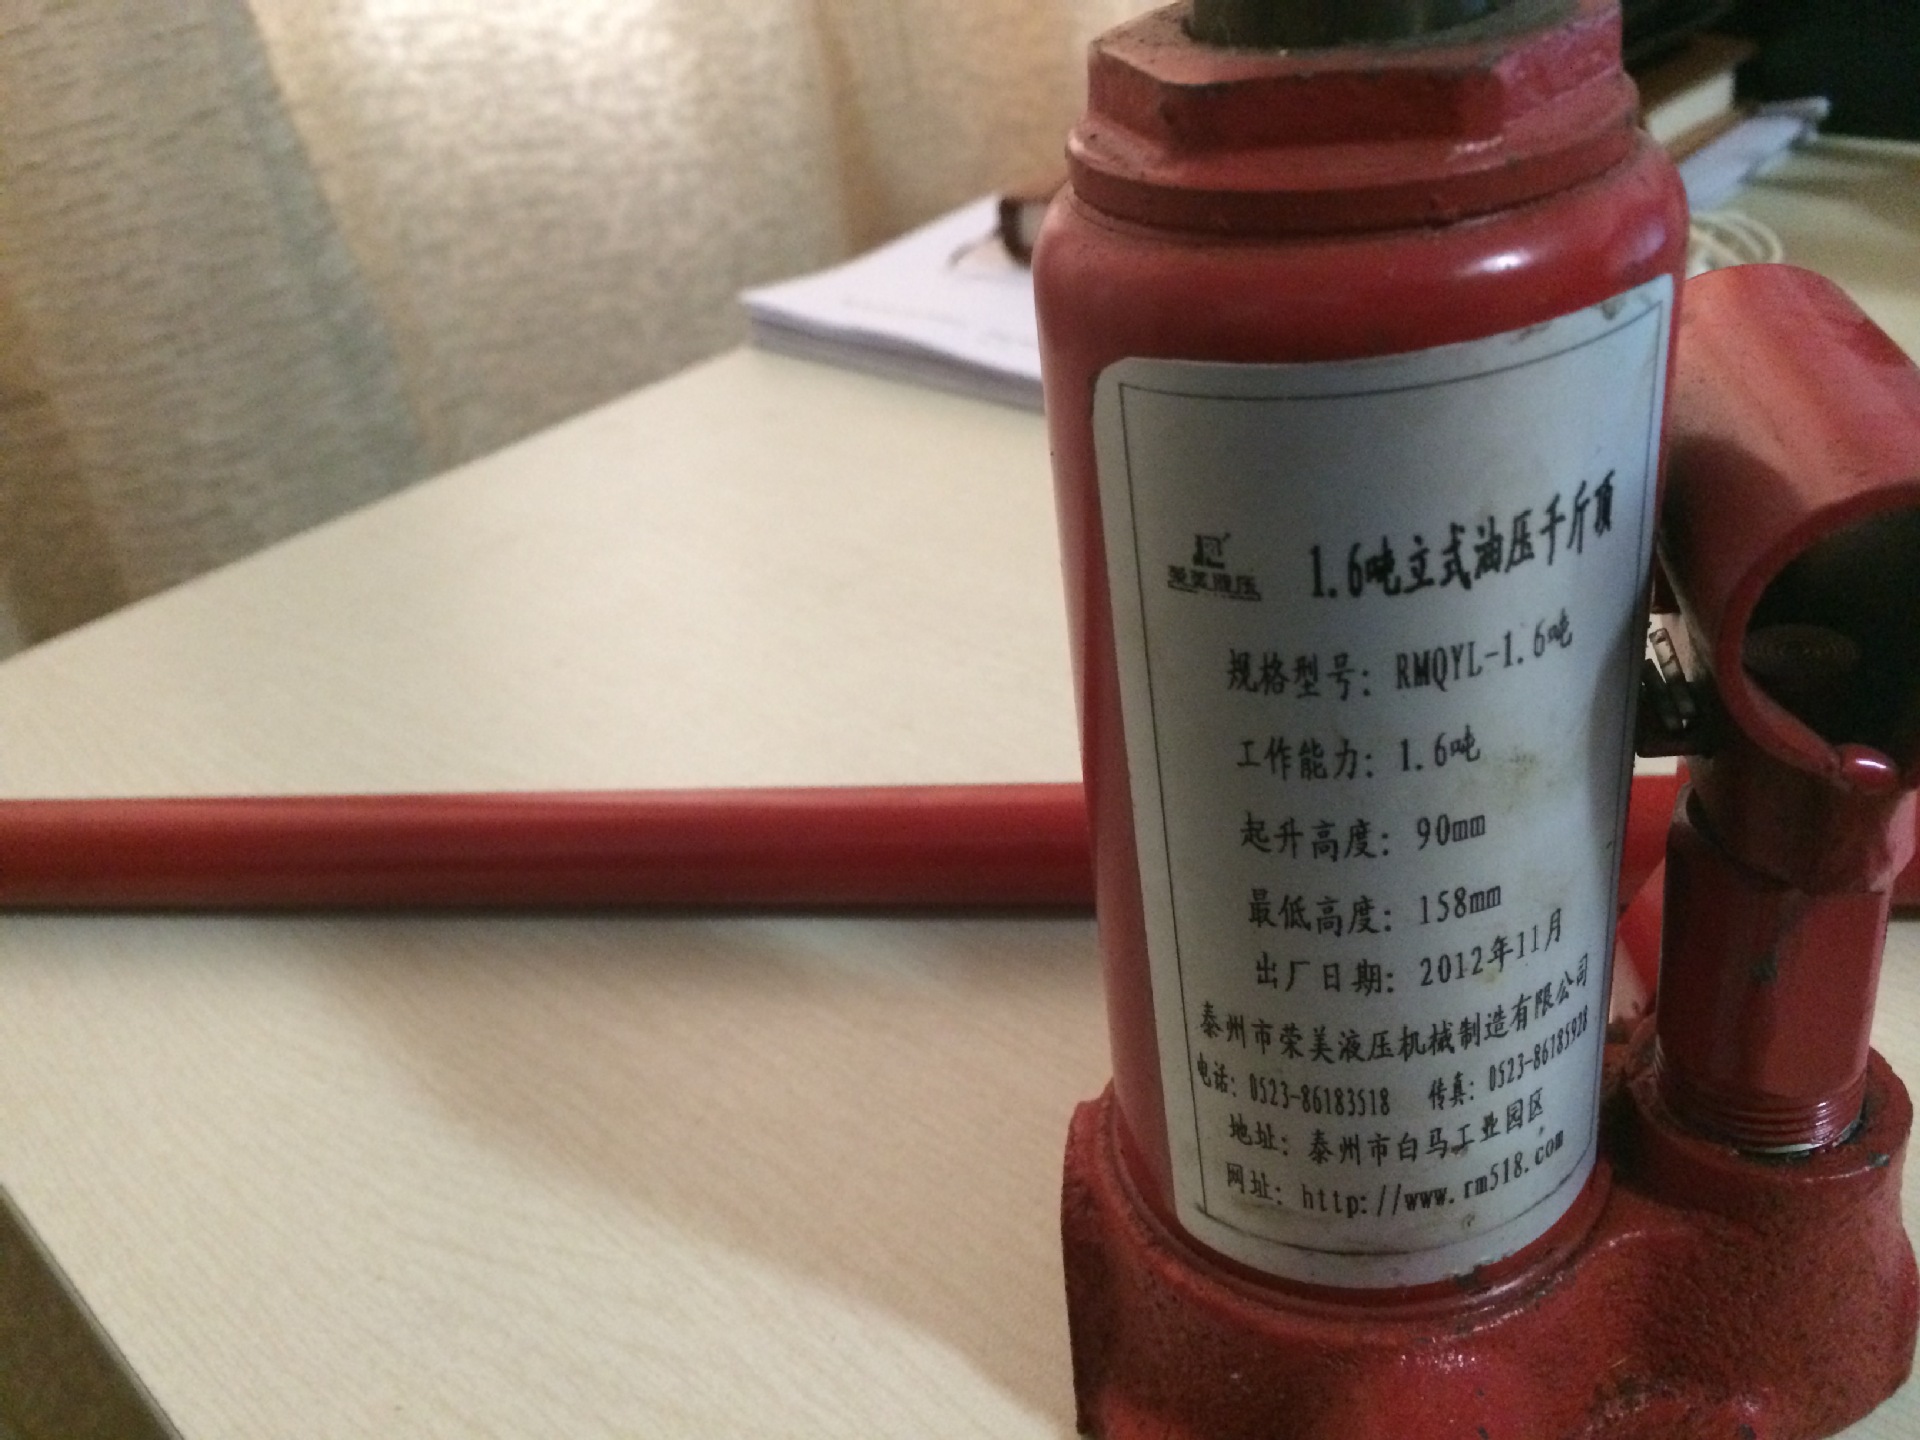 荣美液压
1.6吨立式油压千斤顶
规格型号：RMQYL-1.6吨
工作能力：1.6吨
起升高度：90mm
最低高度：158mm
出厂日期：2012年11月
泰州市荣美液压机械制造有限公司
电话：0523-86183518 传真：0523-86185928
地址：泰州市白马工业园区
网址：http://www.rm518.com